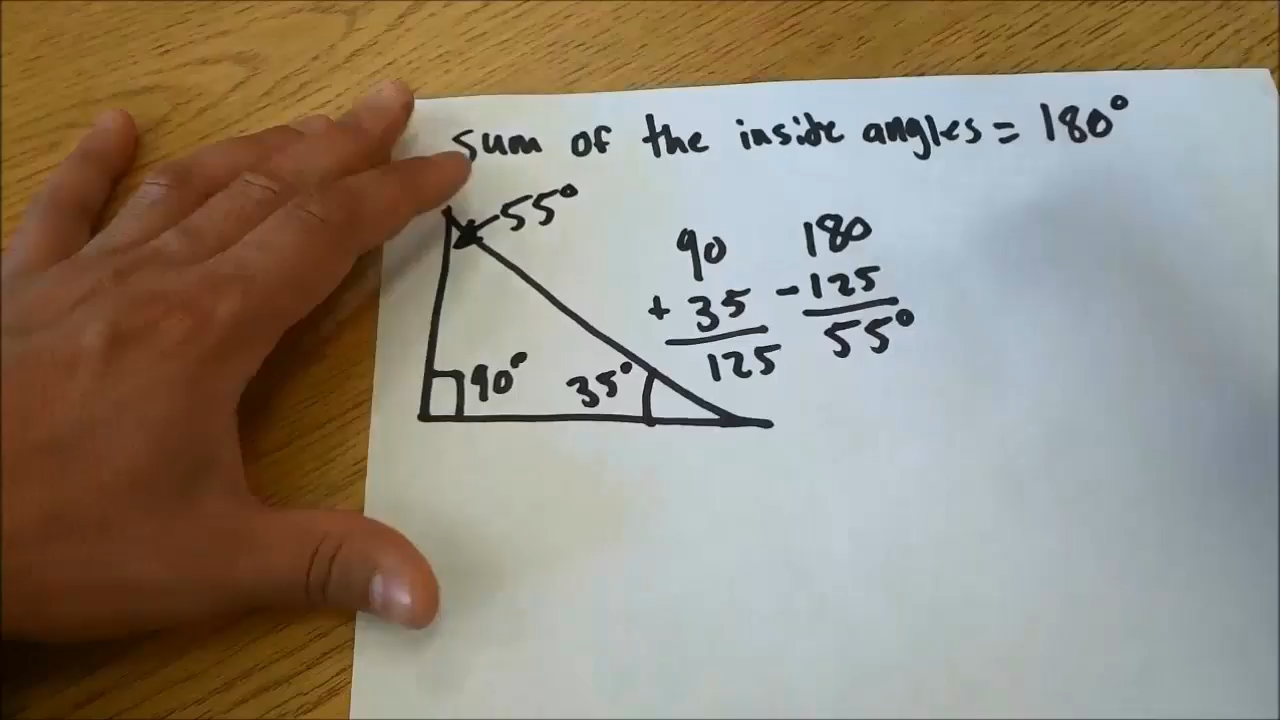 sum of the inside angles = 180°
55°
90 180
+ 35 - 125
125 55°
90° 35°